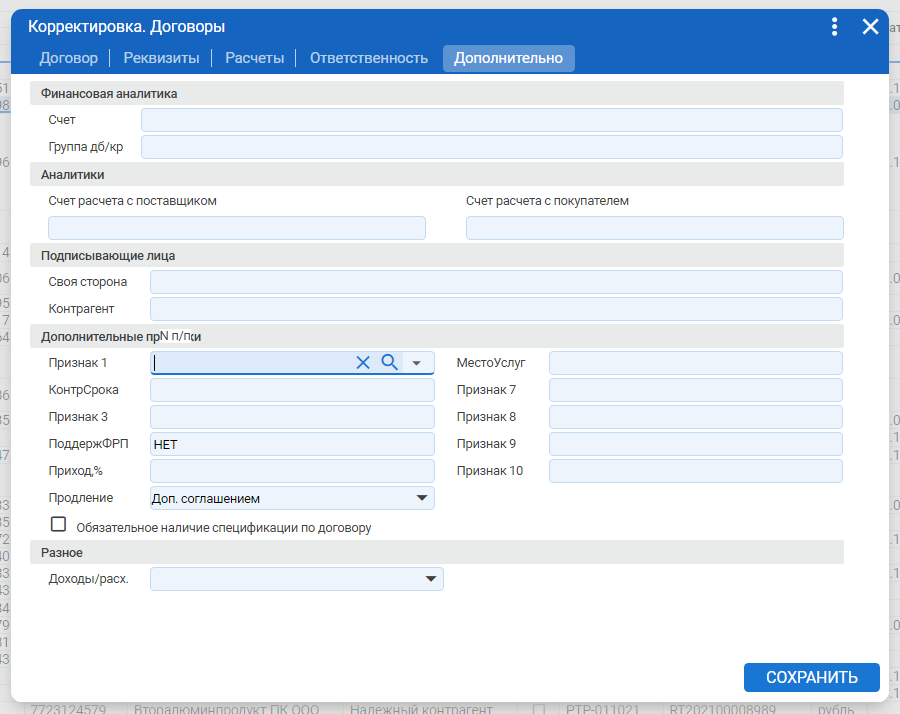 Корректировка. Договоры
Договор Реквизиты Расчеты Ответственность Дополнительно
Финансовая аналитика
Счет
Группа дб/кр
Аналитики
Счет расчета с поставщиком Счет расчета с покупателем
Подписывающие лица
Своя сторона
Контрагент
Дополнительные пр N п/п ки
Признак 1 МестоУслуг
КонтрСрока Признак 7
Признак 3 Признак 8
ПоддержФРП НЕТ Признак 9
Приход,% Признак 10
Продление Доп. соглашением
Обязательное наличие спецификации по договору
Разное
Доходы/расх.
СОХРАНИТЬ
7723124579 Вторалюминпродукт ПК ООО Надежный контрагент РТР-011021 RT202100008989 рубль